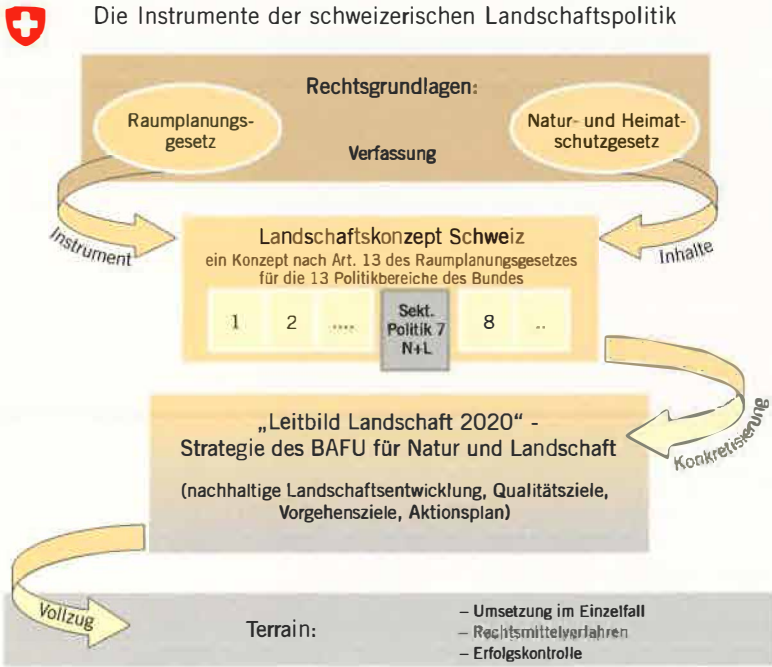 Die Instrumente der schweizerischen Landschaftspolitik
Rechtsgrundlagen:
Raumplanungs-
gesetz
Natur- und Heimat-
schutzgesetz
Verfassung
Instrument
Inhalte
Landschaftskonzept Schweiz
ein Konzept nach Art. 13 des Raumplanungsgesetzes
für die 13 Politikbereiche des Bundes
1
2
....
Sekt.
Politik 7
N+L
8
..
„Leitbild Landschaft 2020“ -
Strategie des BAFU für Natur und Landschaft
Konkretisierung
(nachhaltige Landschaftsentwicklung, Qualitätsziele,
Vorgehensziele, Aktionsplan)
Vollzug
Terrain:
– Umsetzung im Einzelfall
– Rechtsmittelverfahren
– Erfolgskontrolle